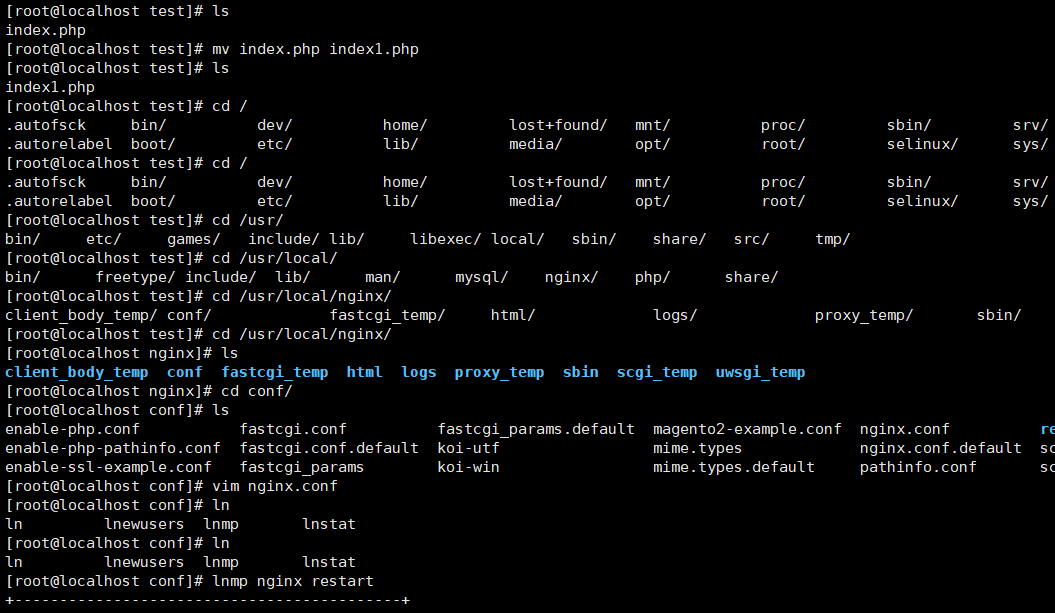 [root@localhost test]# ls
index.php
[root@localhost test]# mv index.php index1.php
[root@localhost test]# ls
index1.php
[root@localhost test]# cd /
.autofsck     bin/          dev/          home/         lost+found/   mnt/          proc/         sbin/         srv/
.autorelabel  boot/         etc/          lib/          media/        opt/          root/         selinux/      sys/
[root@localhost test]# cd /
.autofsck     bin/          dev/          home/         lost+found/   mnt/          proc/         sbin/         srv/
.autorelabel  boot/         etc/          lib/          media/        opt/          root/         selinux/      sys/
[root@localhost test]# cd /usr/
bin/     etc/     games/   include/ lib/     libexec/ local/   sbin/    share/   src/     tmp/
[root@localhost test]# cd /usr/local/
bin/      freetype/ include/  lib/      man/      mysql/    nginx/    php/      share/
[root@localhost test]# cd /usr/local/nginx/
client_body_temp/ conf/             fastcgi_temp/     html/             logs/             proxy_temp/       sbin/
[root@localhost test]# cd /usr/local/nginx/
[root@localhost nginx]# ls
client_body_temp  conf  fastcgi_temp  html  logs  proxy_temp  sbin  scgi_temp  uwsgi_temp
[root@localhost nginx]# cd conf/
[root@localhost conf]# ls
enable-php.conf           fastcgi.conf          fastcgi_params.default  magento2-example.conf  nginx.conf          re
enable-php-pathinfo.conf  fastcgi.conf.default  koi-utf                 mime.types             nginx.conf.default  sc
enable-ssl-example.conf   fastcgi_params        koi-win                 mime.types.default     pathinfo.conf       sc
[root@localhost conf]# vim nginx.conf
[root@localhost conf]# ln
ln         lnewusers  lnmp       lnstat
[root@localhost conf]# ln
ln         lnewusers  lnmp       lnstat
[root@localhost conf]# lnmp nginx restart
+-------------------------------------------+